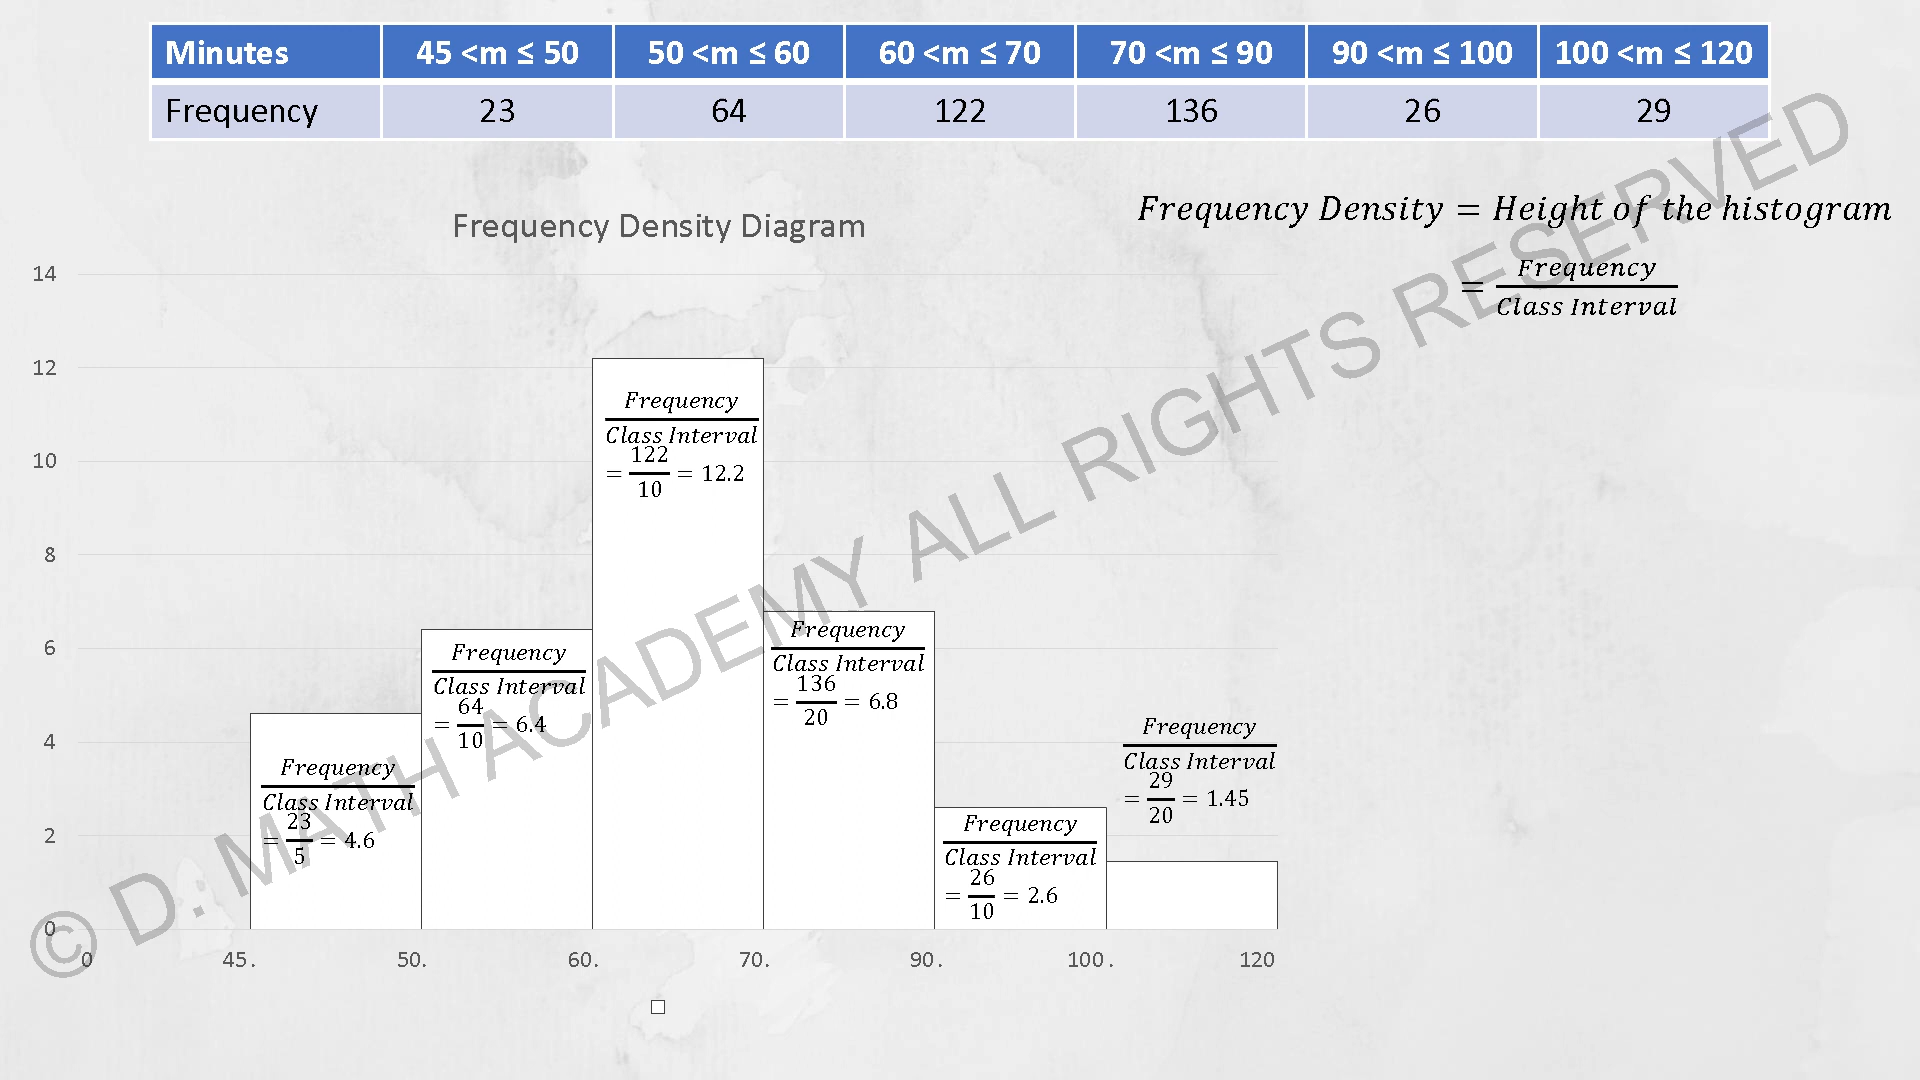 Minutes 45 <m ≤ 50 50 <m ≤ 60 60 <m ≤ 70 70 <m ≤ 90 90 <m ≤ 100 100 <m ≤ 120
Frequency 23 64 122 136 26 29
Frequency Density = Height of the histogram
= Frequency / Class Interval
Frequency Density Diagram
14
12
10
8
6
4
2
0
Frequency
Class Interval
= 23/5 = 4.6
Frequency
Class Interval
= 64/10 = 6.4
Frequency
Class Interval
= 122/10 = 12.2
Frequency
Class Interval
= 136/20 = 6.8
Frequency
Class Interval
= 26/10 = 2.6
Frequency
Class Interval
= 29/20 = 1.45
0 45. 50. 60. 70. 90. 100. 120
© D. MATH ACADEMY ALL RIGHTS RESERVED